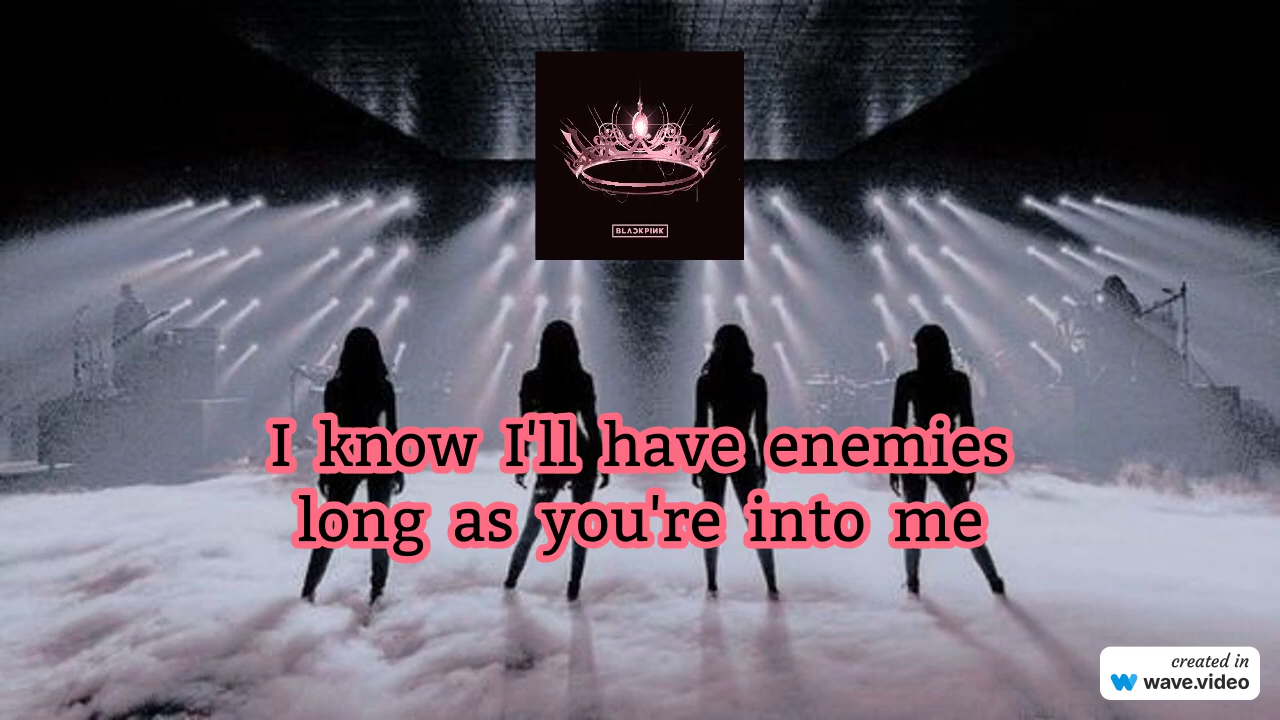 BLACKPINK
I know I'll have enemies
long as you're into me
created in
wave.video